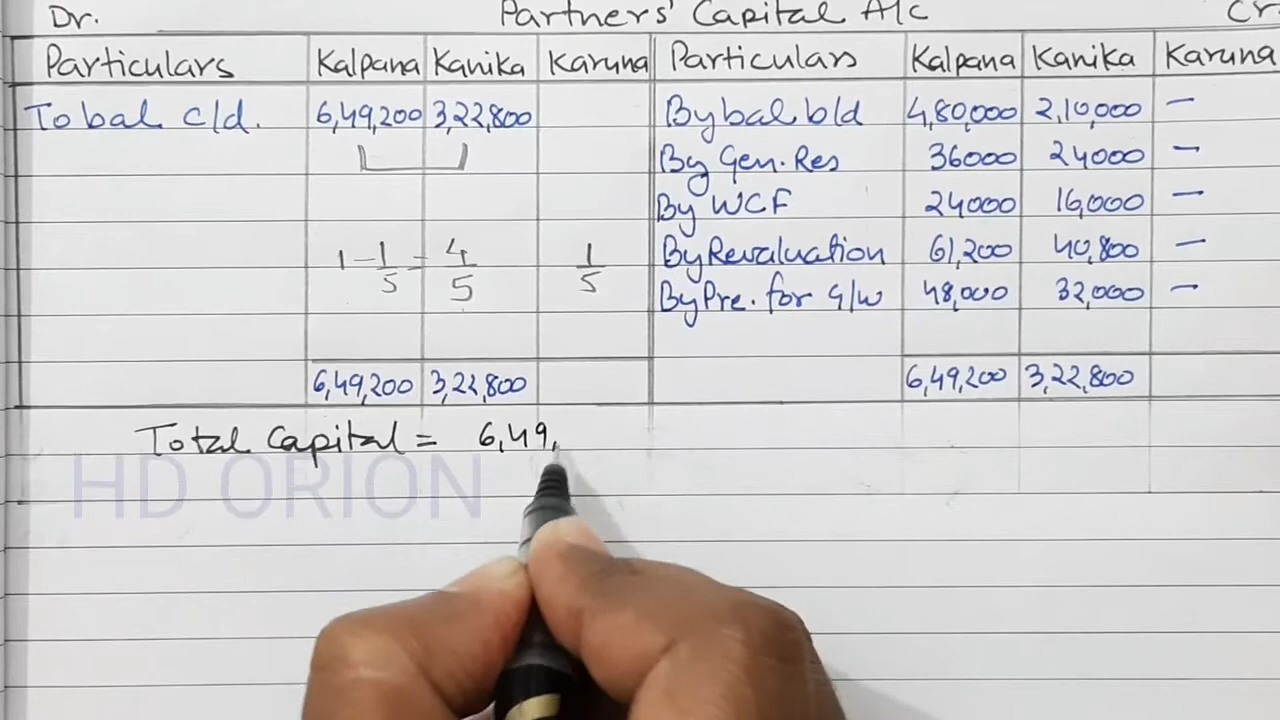 Dr. Partners' Capital A/c Cr.
Particulars Kalpana Kanika Karuna Particulars Kalpana Kanika Karuna
To bal. c/d. 6,49,200 3,22,800 By bal b/d 4,80,000 2,10,000 —
By Gen. Res 36000 24000 —
By WCF 24000 16,000 —
1 - 1/5 = 4/5 1/5 By Revaluation 61,200 40,800 —
By Pre. for G/w 48,000 32,000 —
6,49,200 3,22,800 6,49,200 3,22,800
Total Capital = 6,49,
HD ORION